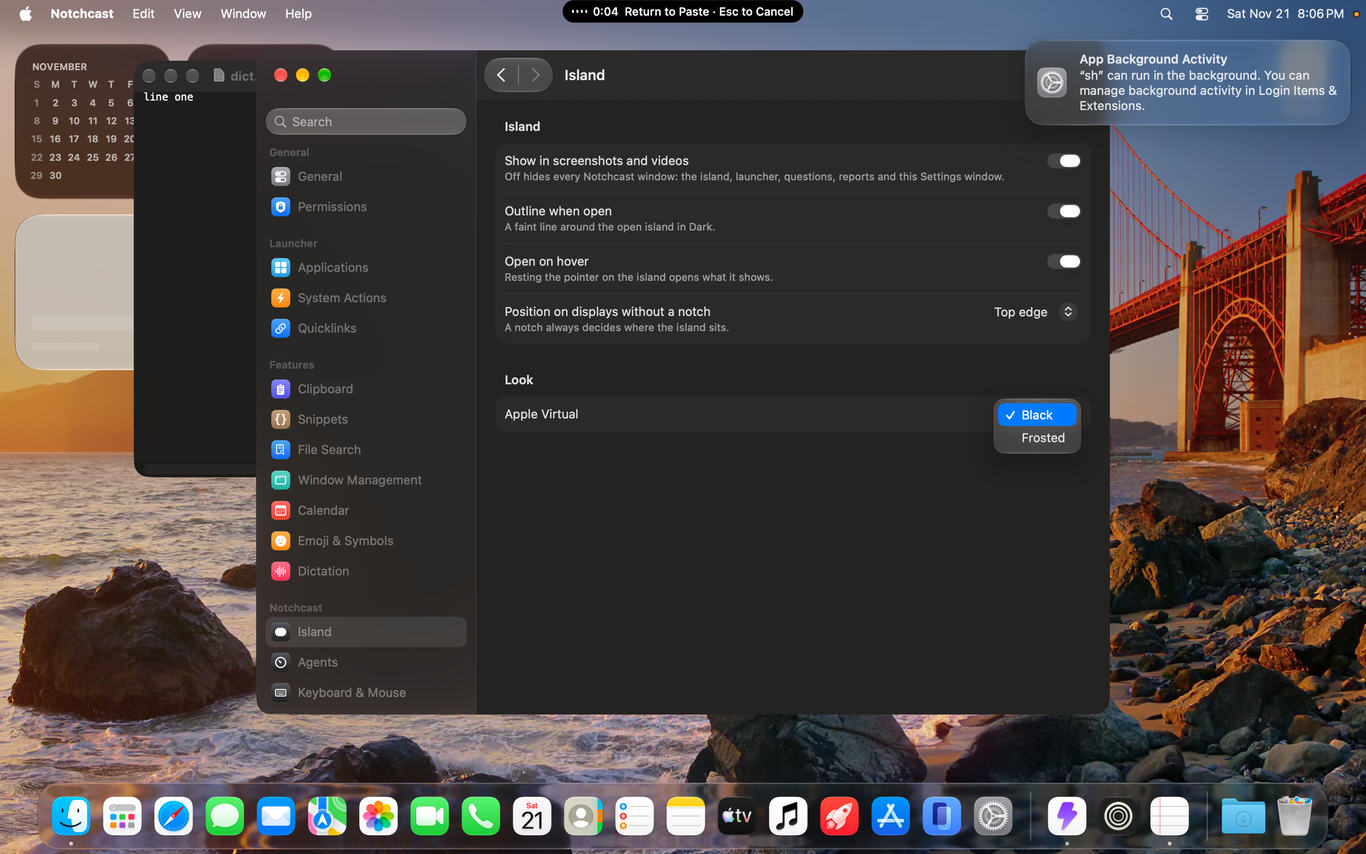 Notchcast Edit View Window Help
0:04 Return to Paste · Esc to Cancel
Sat Nov 21 8:06 PM
App Background Activity
“sh” can run in the background. You can
manage background activity in Login Items &
Extensions.
NOVEMBER
S M T W T F
1 2 3 4 5 6
8 9 10 11 12 13
15 16 17 18 19 20
22 23 24 25 26 27
29 30
dict.
line one
Search
General
General
Permissions
Launcher
Applications
System Actions
Quicklinks
Features
Clipboard
Snippets
File Search
Window Management
Calendar
Emoji & Symbols
Dictation
Notchcast
Island
Agents
Keyboard & Mouse
Island
Island
Show in screenshots and videos
Off hides every Notchcast window: the island, launcher, questions, reports and this Settings window.
Outline when open
A faint line around the open island in Dark.
Open on hover
Resting the pointer on the island opens what it shows.
Position on displays without a notch
Top edge
A notch always decides where the island sits.
Look
Apple Virtual
Black
Frosted
Sat
21
tv